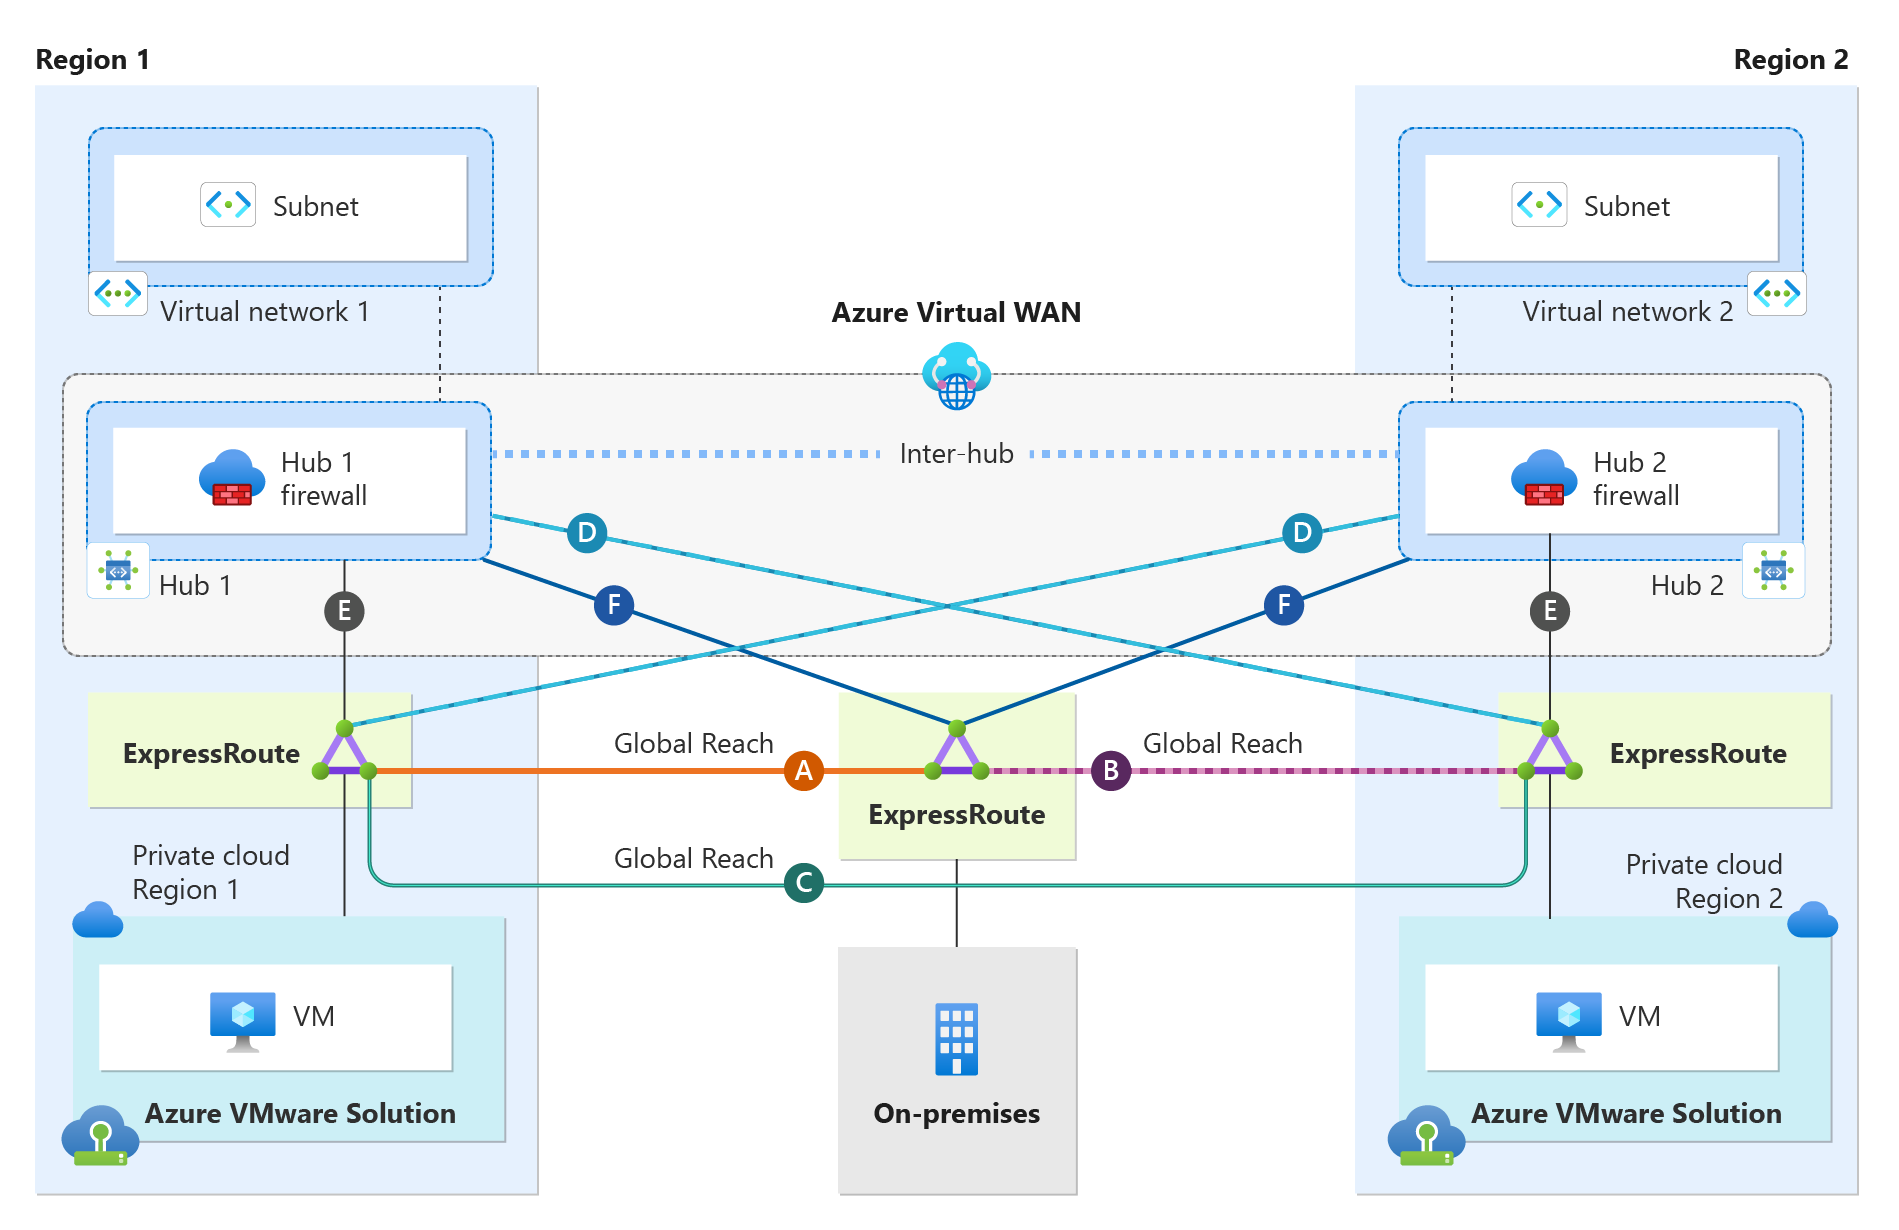 Region 1
Region 2
Subnet
Subnet
Virtual network 1
Azure Virtual WAN
Virtual network 2
Hub 1
firewall
Inter-hub
Hub 2
firewall
D
D
Hub 1
E
F
F
E
Hub 2
ExpressRoute
Global Reach
A
ExpressRoute
B
Global Reach
ExpressRoute
Private cloud
Region 1
Global Reach
C
Private cloud
Region 2
VM
VM
Azure VMware Solution
On-premises
Azure VMware Solution